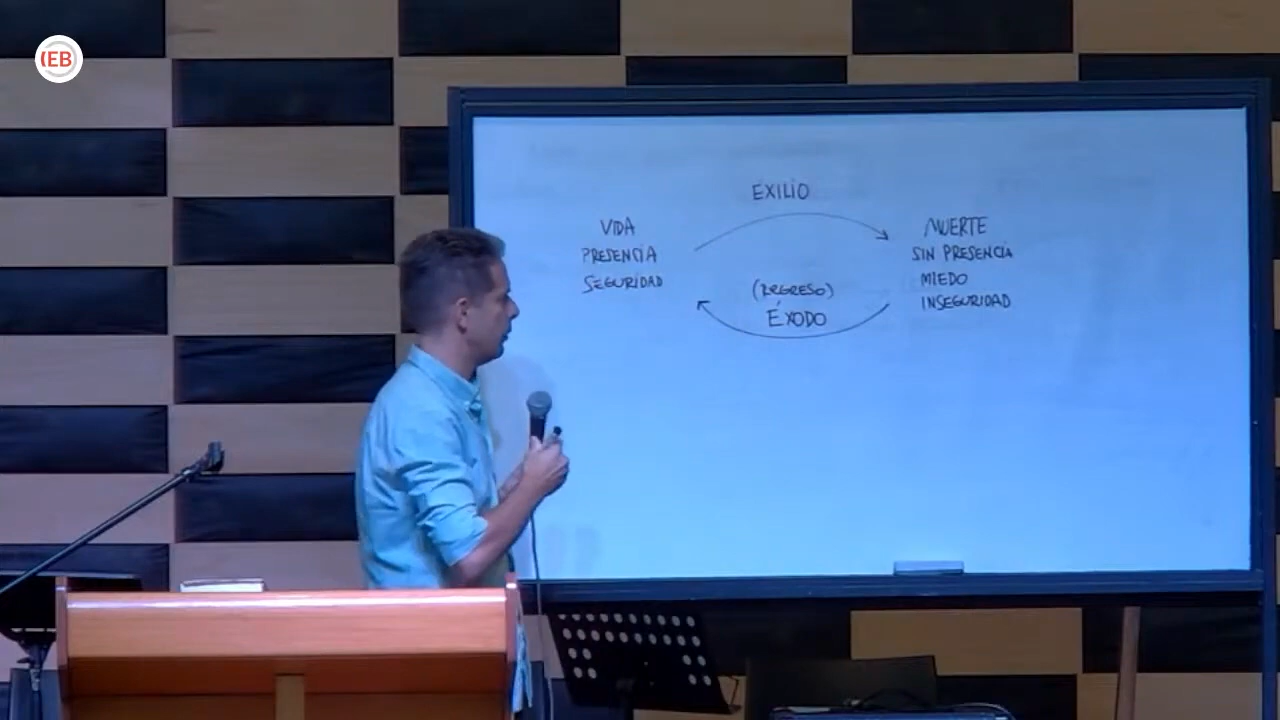 IEB
EXILIO
VIDA
PRESENCIA
SEGURIDAD
MUERTE
SIN PRESENCIA
MIEDO
INSEGURIDAD
(REGRESO)
ÉXODO